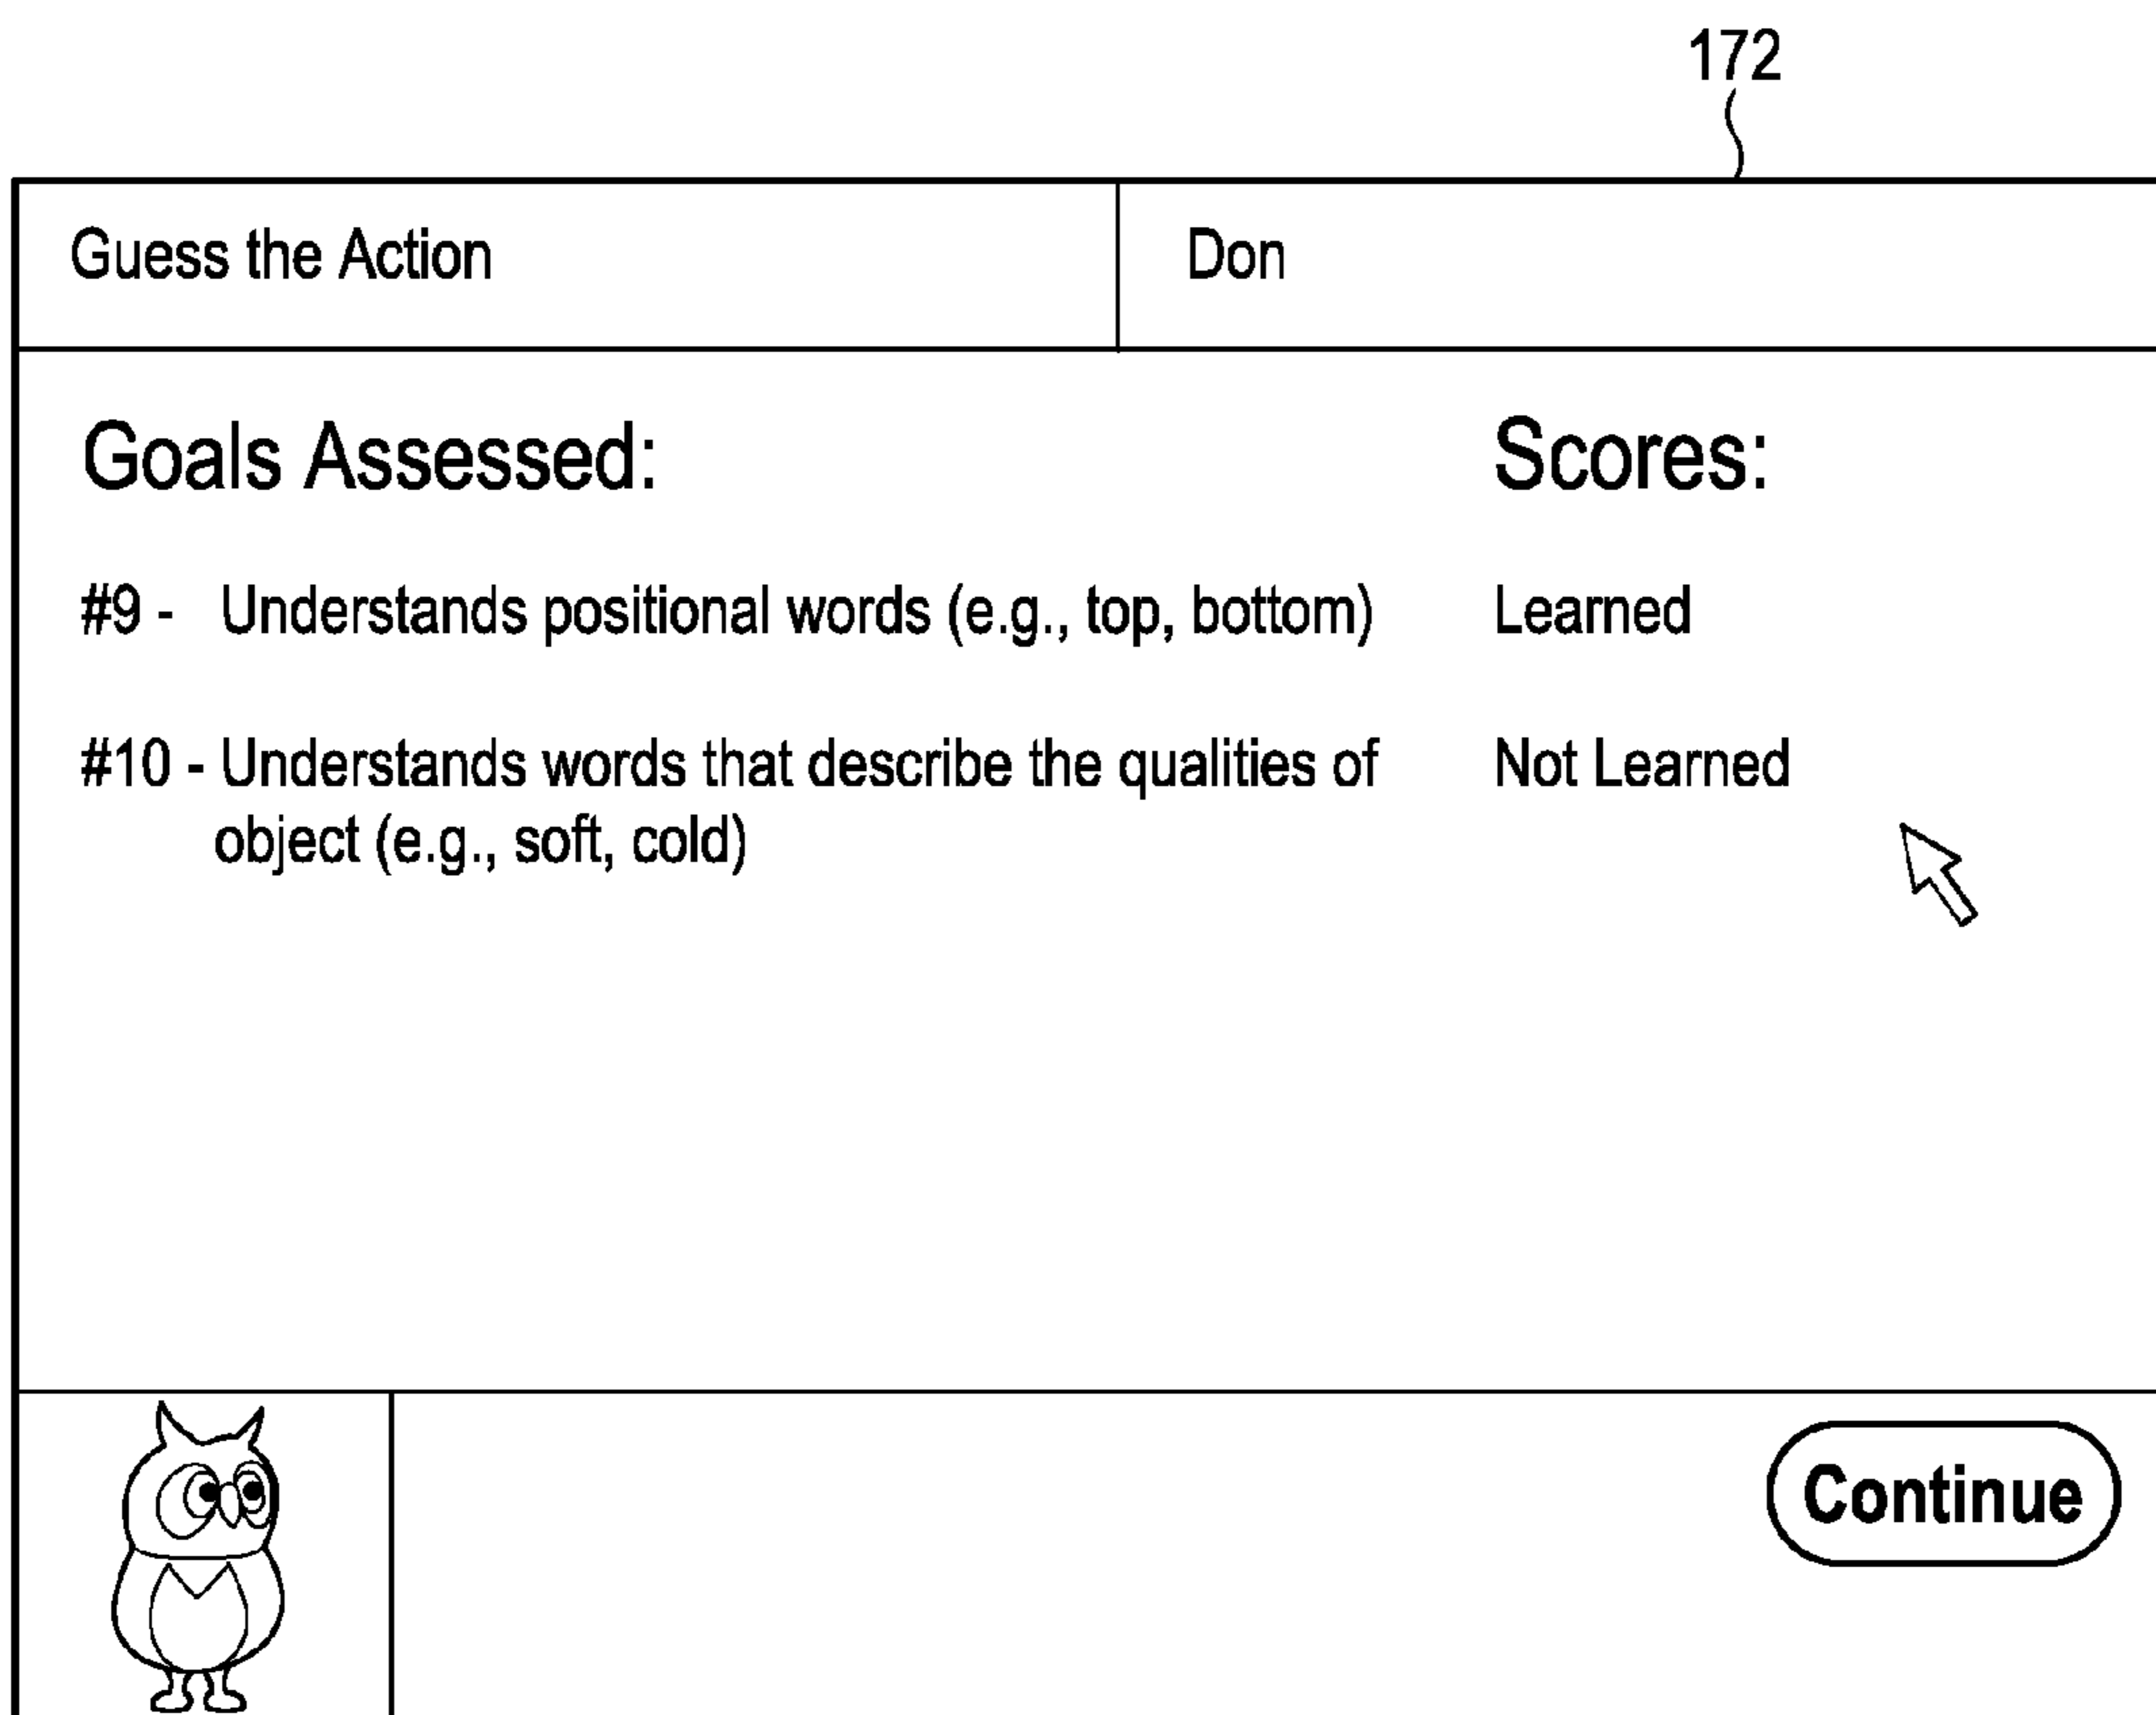 172
Guess the Action Don
Goals Assessed: Scores:
#9 - Understands positional words (e.g., top, bottom) Learned
#10 - Understands words that describe the qualities of Not Learned
object (e.g., soft, cold)
Continue